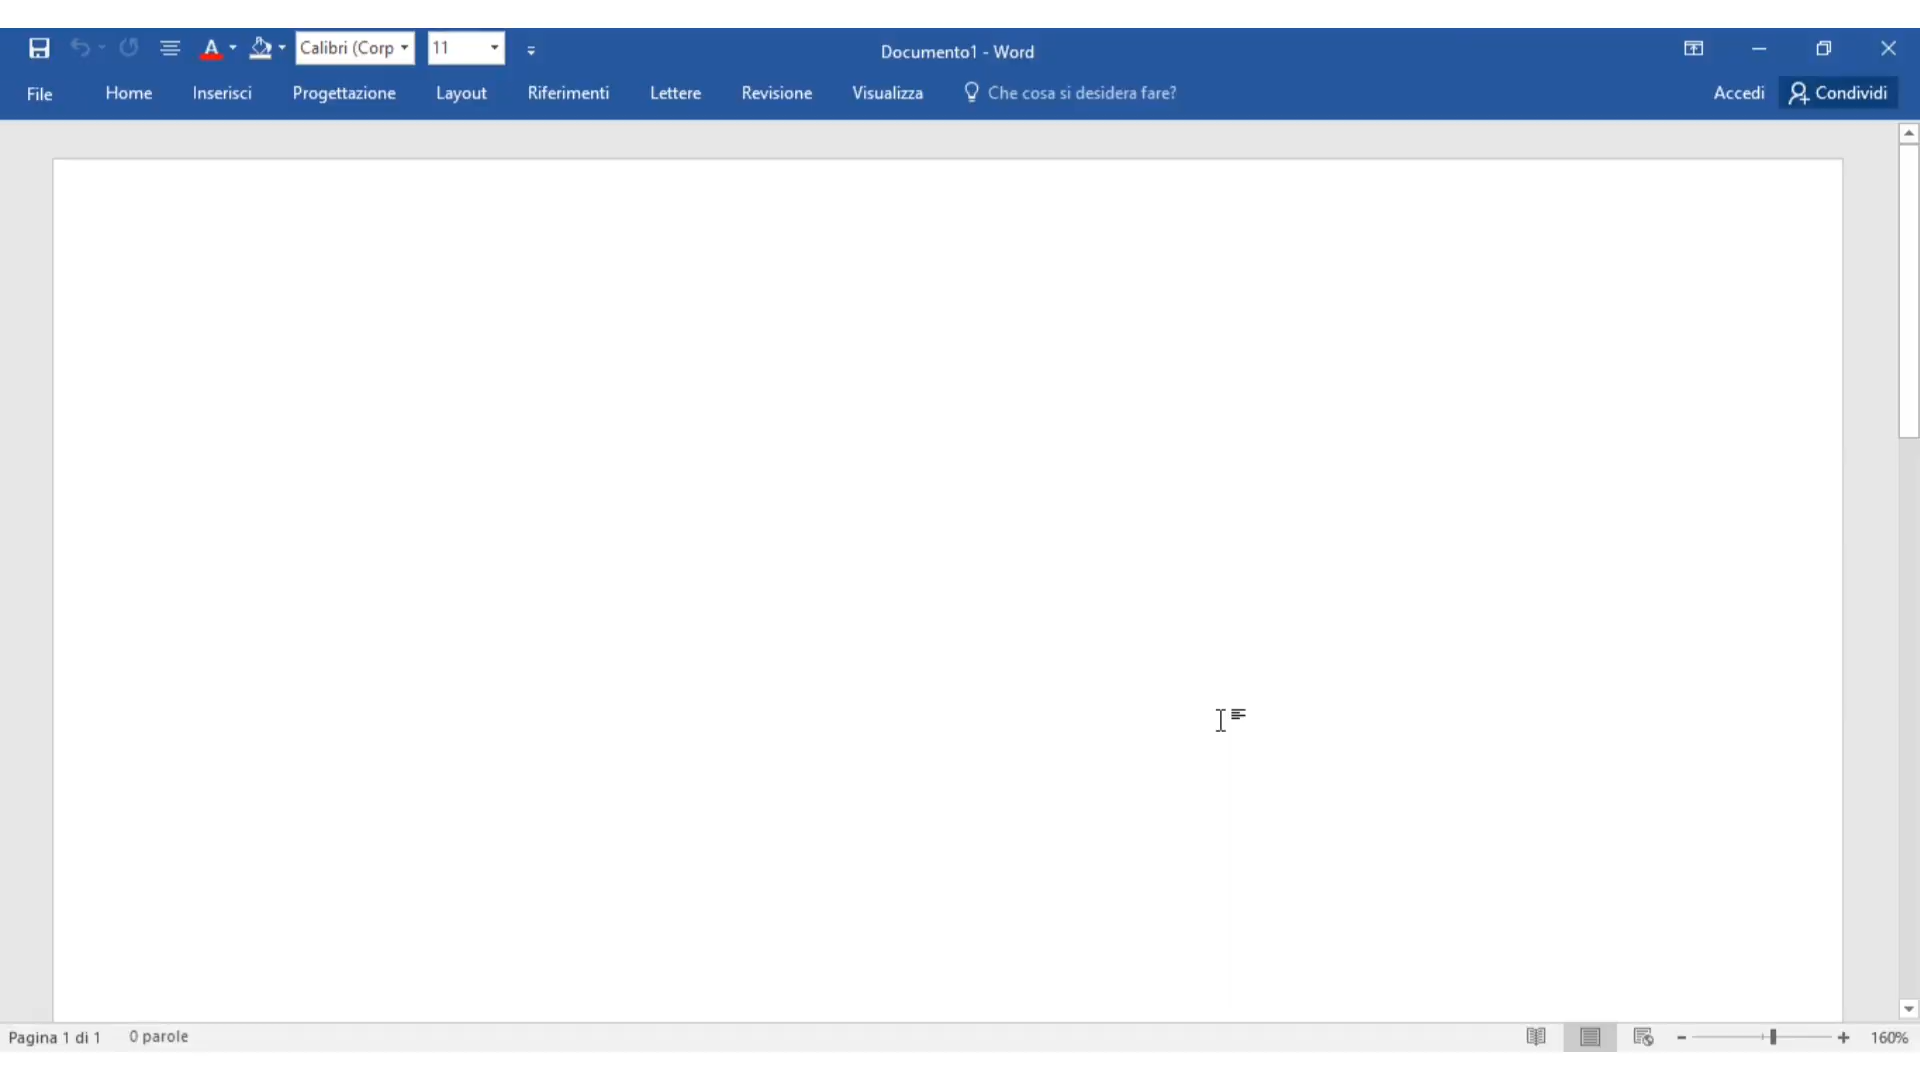 A Calibri (Corp 11 Documento1 - Word
File Home Inserisci Progettazione Layout Riferimenti Lettere Revisione Visualizza Che cosa si desidera fare? Accedi Condividi
Pagina 1 di 1 0 parole 160%